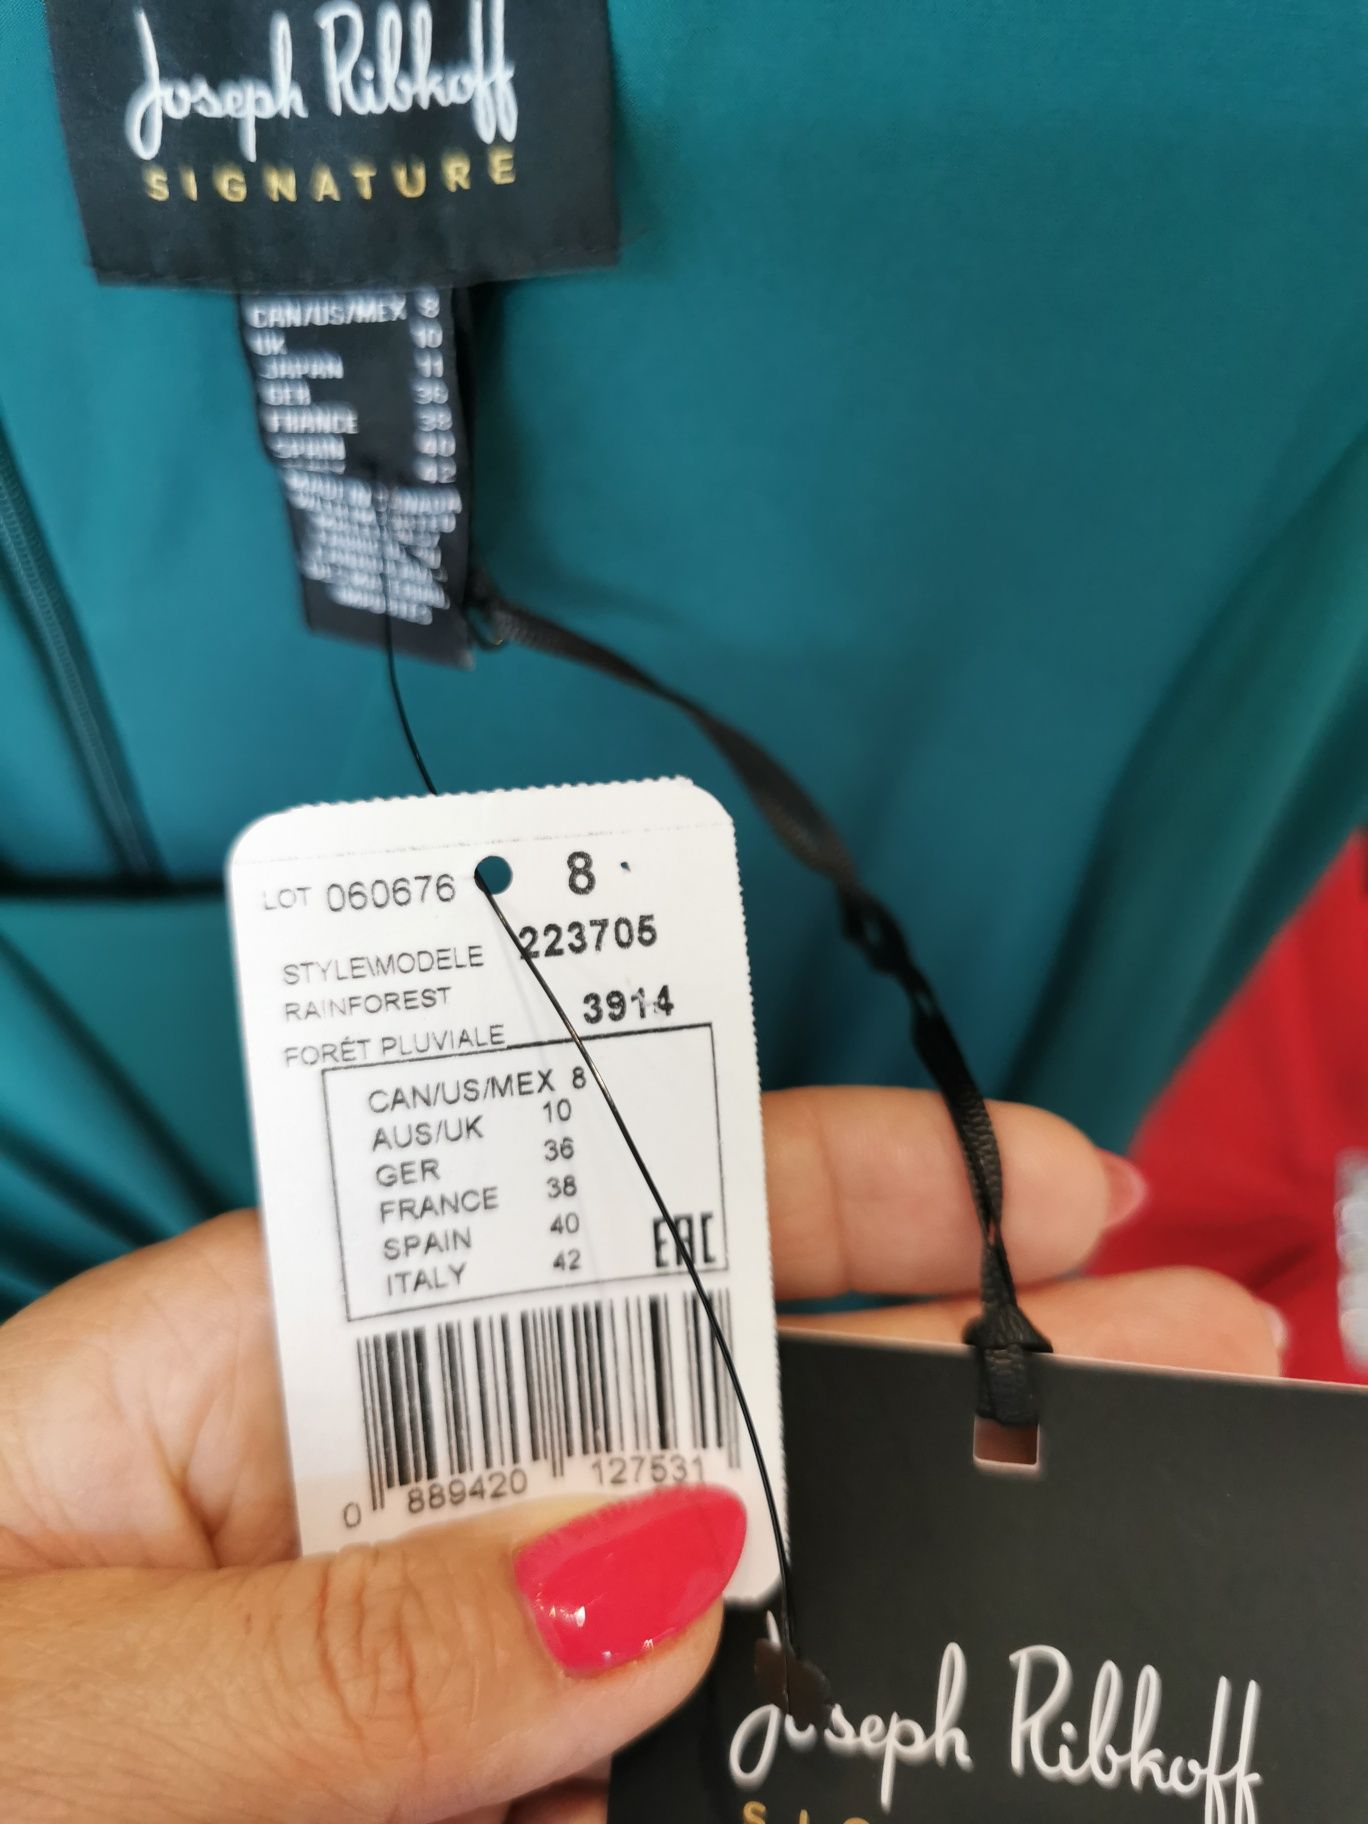 Joseph Ribkoff
SIGNATURE
CAN/US/MEX 8
UK 10
JAPAN 11
GER 36
FRANCE 38
SPAIN 40
42
LOT 060676 8
STYLE\MODELE 223705
RAINFOREST 3914
FORÊT PLUVIALE
CAN/US/MEX 8
AUS/UK 10
GER 36
FRANCE 38
SPAIN 40
ITALY 42
EAC
0 889420 127531
Joseph Ribkoff